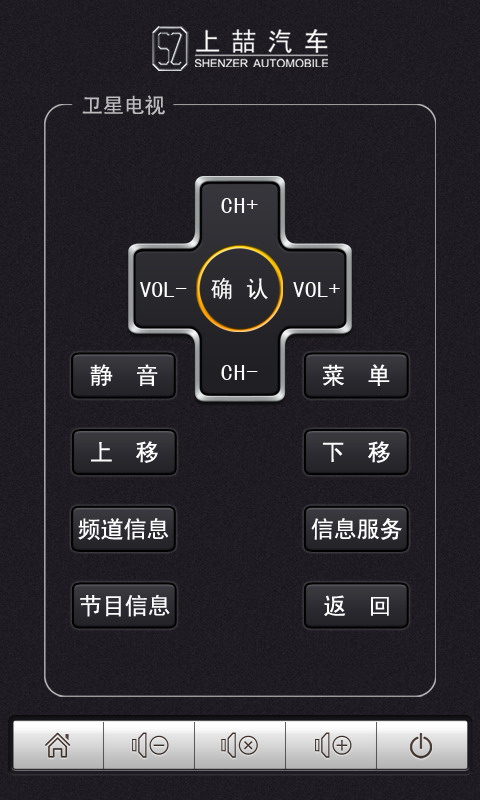 SZ
上喆汽车
SHENZER AUTOMOBILE
卫星电视
CH+
VOL-
确 认
VOL+
CH-
静 音
菜 单
上 移
下 移
频道信息
信息服务
节目信息
返 回